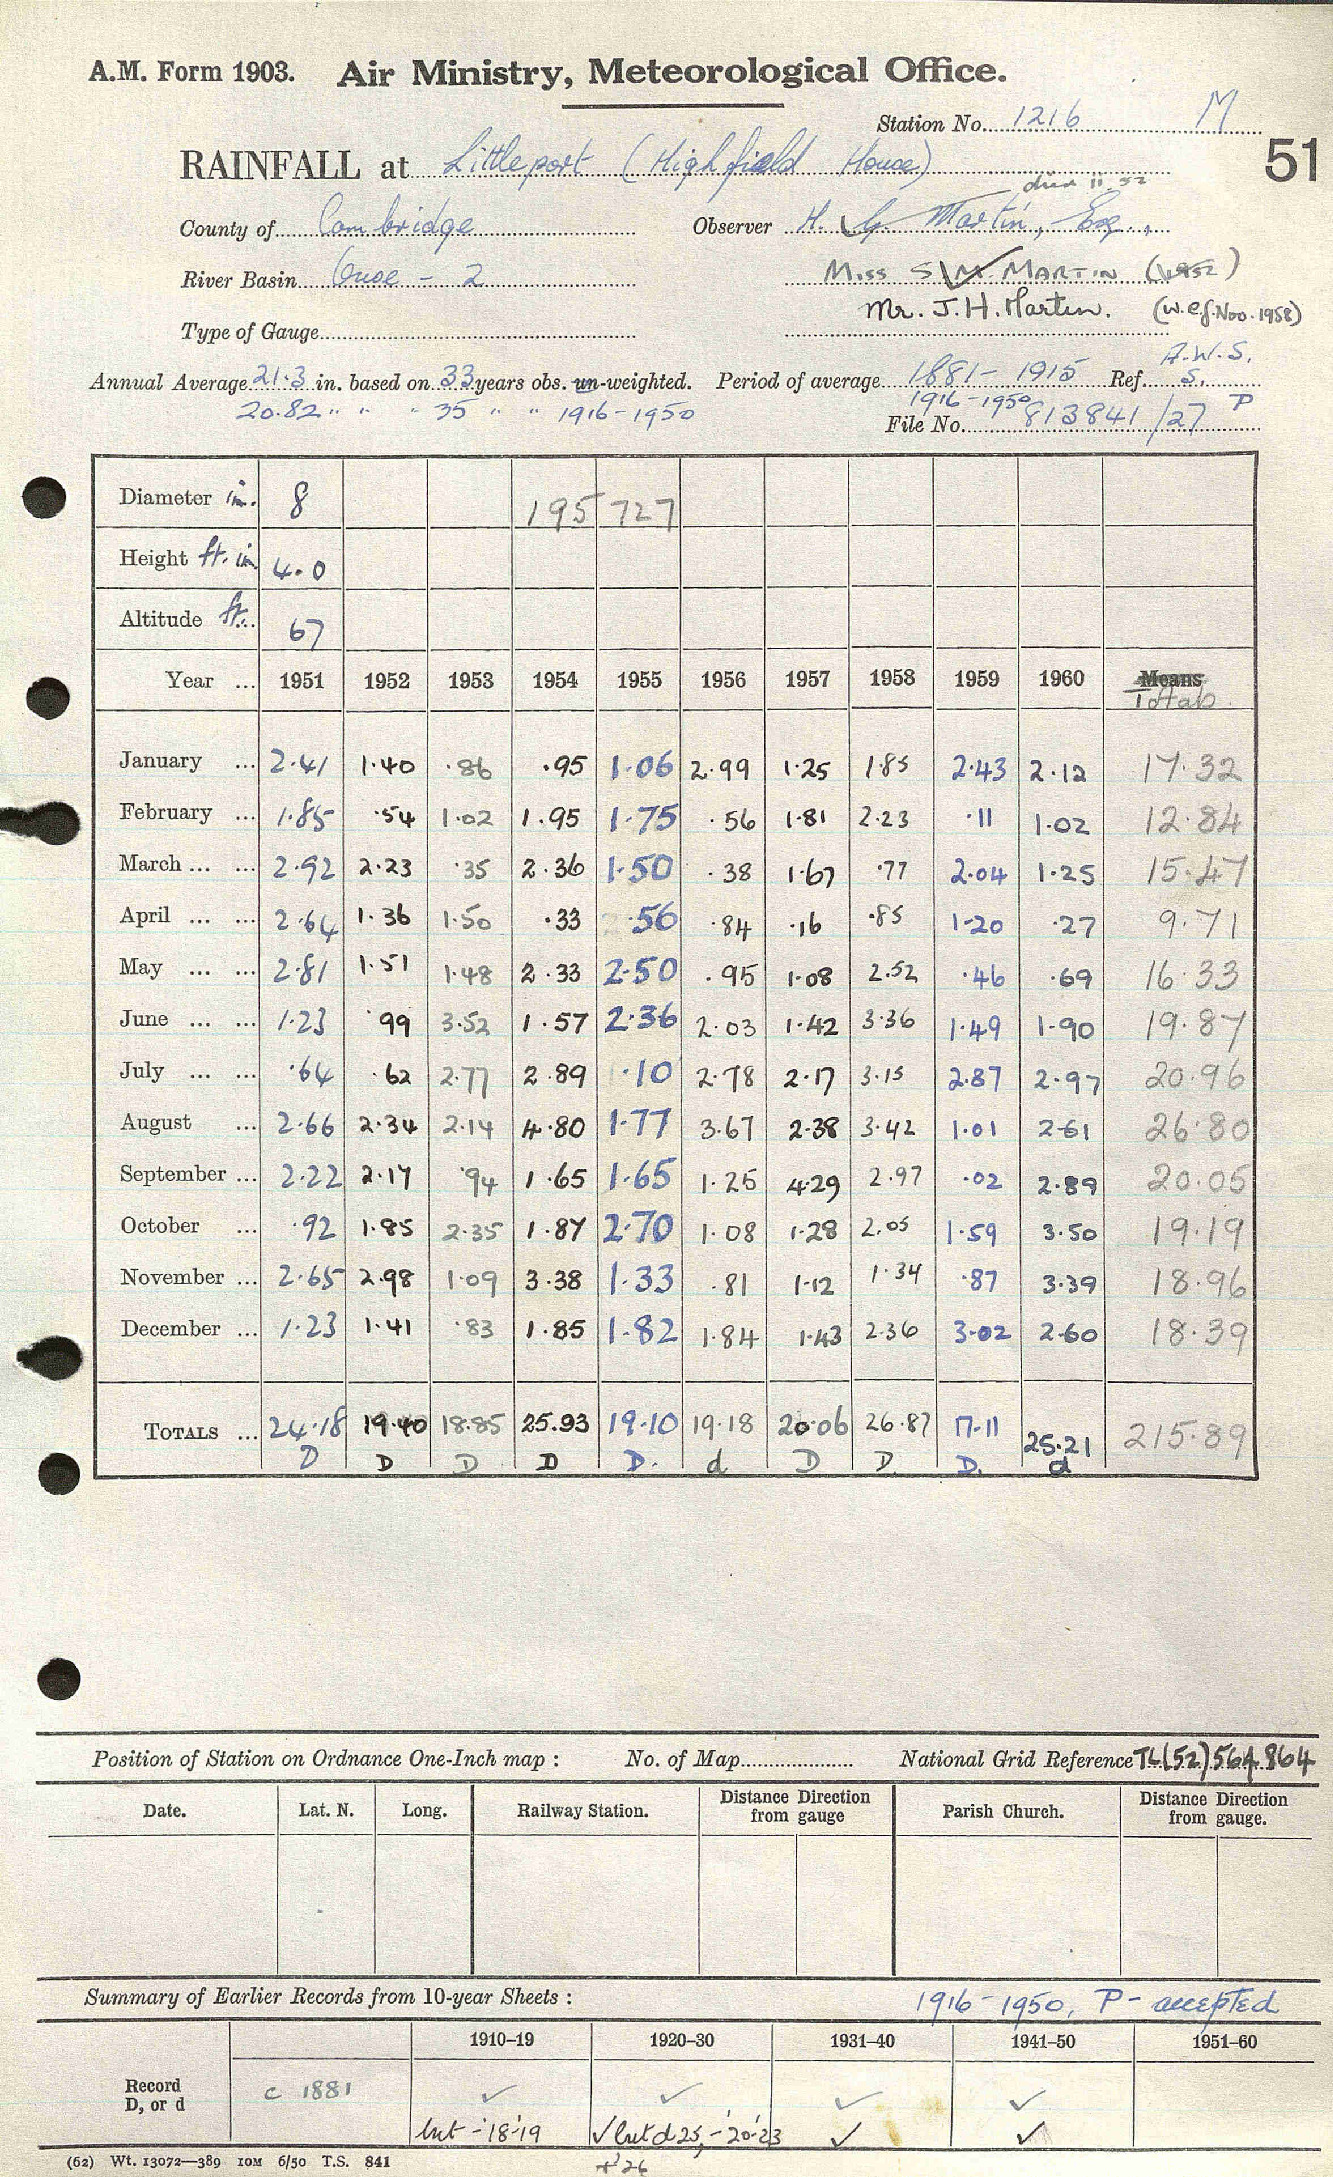 A.M. Form 1903. Air Ministry, Meteorological Office.
Station No. 1216 M
RAINFALL at Littleport (Highfield House) 51
died 11.52
County of Cambridge Observer H. G. Martin, Esq.,
River Basin Ouse - 2 Miss S. M. MARTIN (1952)
Mr. J. H. Martin. (w.e.f. Nov. 1958)
Type of Gauge
A.W.S.
Annual Average 21.3 in. based on 33 years obs. un-weighted. Period of average 1881-1915 Ref. S.
20.82 " " " 35 " " 1916-1950 1916-1950 P
File No. 813841/27
Diameter in. 8 195727
Height ft. in. 4.0
Altitude ft. 67
Year ... 1951 1952 1953 1954 1955 1956 1957 1958 1959 1960 Means
Totals
January ... 2.41 1.40 .86 .95 1.06 2.99 1.25 1.85 2.43 2.12 17.32
February ... 1.85 .54 1.02 1.95 1.75 .56 1.81 2.23 .11 1.02 12.84
March ... ... 2.92 2.23 .35 2.36 1.50 .38 1.67 .77 2.04 1.25 15.47
April ... ... 2.64 1.36 1.50 .33 .56 .84 .16 .85 1.20 .27 9.71
May ... ... 2.81 1.51 1.48 2.33 2.50 .95 1.08 2.52 .46 .69 16.33
June ... ... 1.23 .99 3.52 1.57 2.36 2.03 1.42 3.36 1.49 1.90 19.87
July ... ... .64 .62 2.77 2.89 .10 2.78 2.17 3.15 2.87 2.97 20.96
August ... 2.66 2.34 2.14 4.80 1.77 3.67 2.38 3.42 1.01 2.61 26.80
September ... 2.22 2.17 .94 1.65 1.65 1.25 4.29 2.97 .02 2.89 20.05
October ... .92 1.85 2.35 1.87 2.70 1.08 1.28 2.05 1.59 3.50 19.19
November ... 2.65 2.98 1.09 3.38 1.33 .81 1.12 1.34 .87 3.39 18.96
December ... 1.23 1.41 .83 1.85 1.82 1.84 1.43 2.36 3.02 2.60 18.39
TOTALS ... 24.18 19.40 18.85 25.93 19.10 19.18 20.06 26.87 17.11 25.21 215.89
D D D D D. d D D. D. d
Position of Station on Ordnance One-Inch map : No. of Map National Grid Reference TL(52)564.864
Date. Lat. N. Long. Railway Station. Distance Direction from gauge Parish Church. Distance Direction from gauge.
Summary of Earlier Records from 10-year Sheets : 1916-1950, P - accepted
1910-19 1920-30 1931-40 1941-50 1951-60
Record D, or d c 1881 ✓ ✓ ✓ ✓
but -'18'19 ✓ but d25, -'20-'23 ✓ ✓
+'26
(62) Wt. 13072—389 10M 6/50 T.S. 841